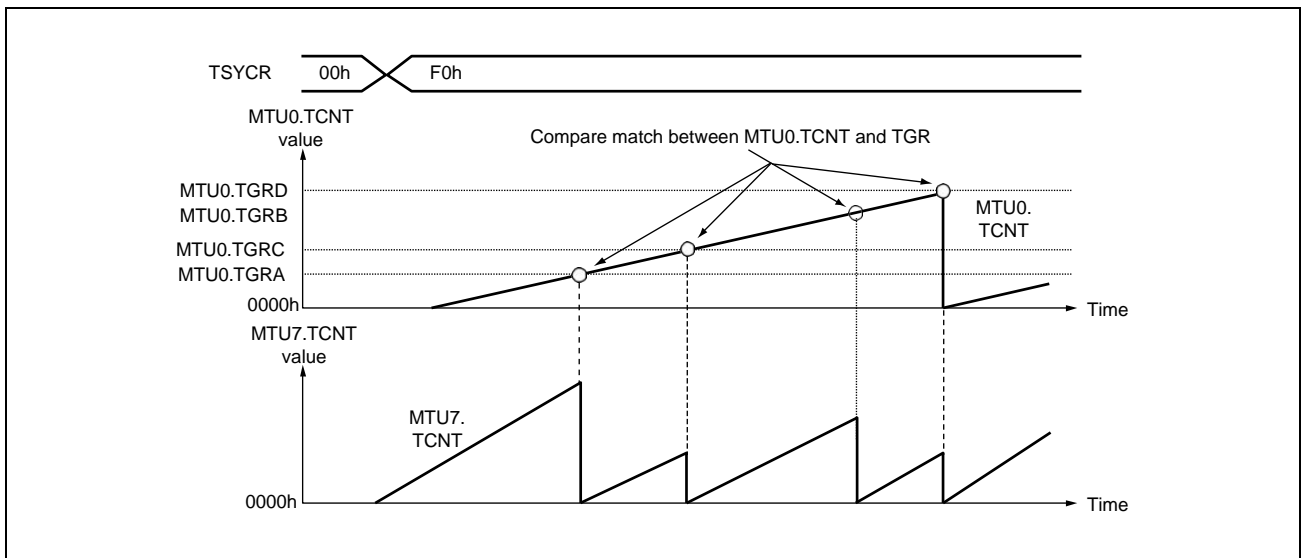 TSYCR 00h F0h
MTU0.TCNT
value
Compare match between MTU0.TCNT and TGR
MTU0.TGRD
MTU0.TGRB
MTU0.
TCNT
MTU0.TGRC
MTU0.TGRA
0000h
Time
MTU7.TCNT
value
MTU7.
TCNT
0000h
Time